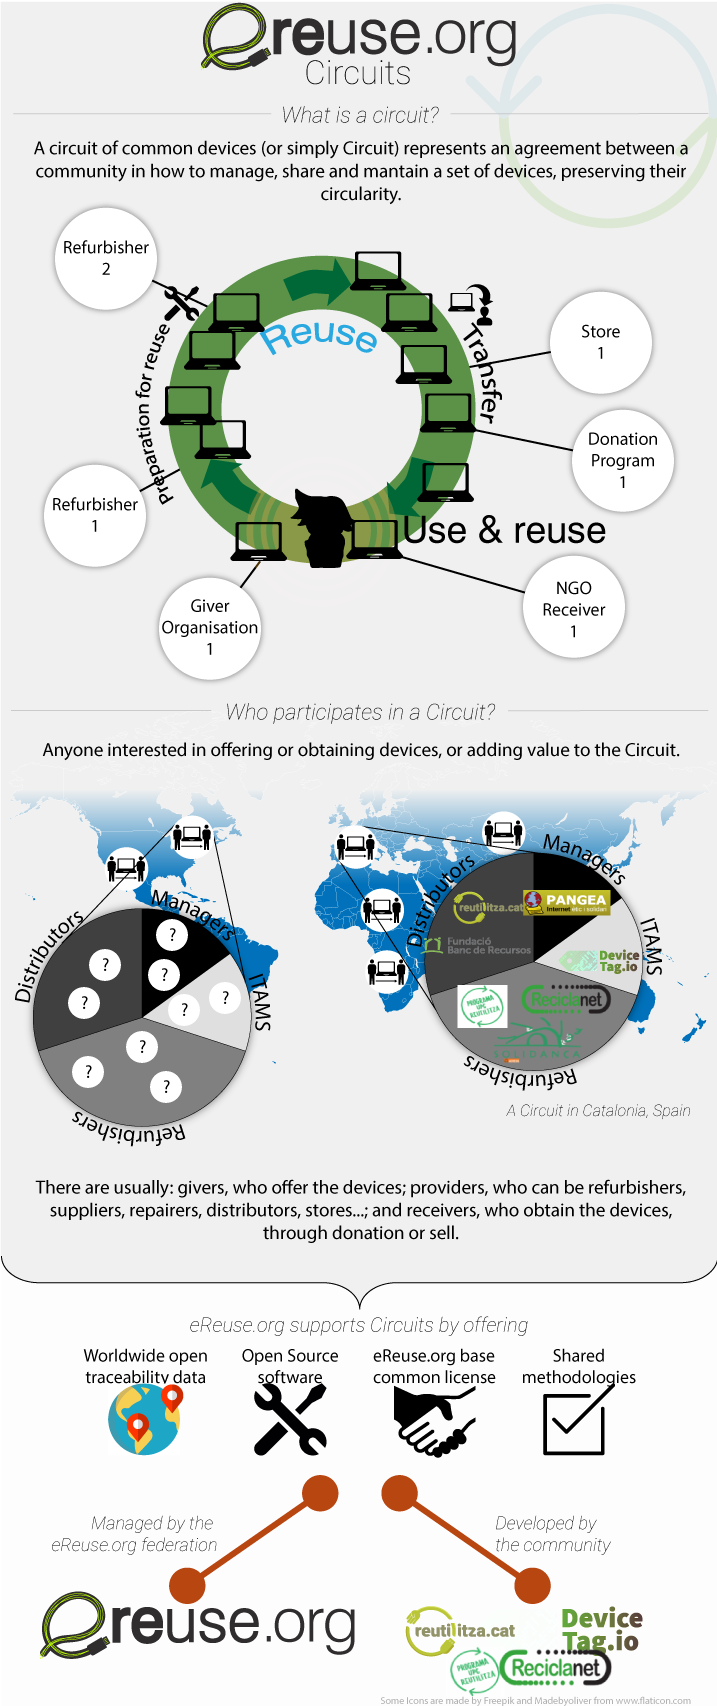 ereuse.org
Circuits
What is a circuit?
A circuit of common devices (or simply Circuit) represents an agreement between a
community in how to manage, share and mantain a set of devices, preserving their
circularity.
Refurbisher
2
Reuse
Preparation for reuse
Transfer
Store
1
Donation
Program
1
Refurbisher
1
Use & reuse
NGO
Receiver
1
Giver
Organisation
1
Who participates in a Circuit?
Anyone interested in offering or obtaining devices, or adding value to the Circuit.
Managers
Distributors
ITAMS
Refurbishers
?
?
?
?
?
?
?
?
?
Managers
Distributors
ITAMS
Refurbishers
reutilitza.cat
PANGEA
Internet ètic i solidari
Fundació
Banc de Recursos
Device
Tag.io
PROGRAMA
UPC
REUTILITZA
Reciclanet
SOLIDANÇA
A Circuit in Catalonia, Spain
There are usually: givers, who offer the devices; providers, who can be refurbishers,
suppliers, repairers, distributors, stores...; and receivers, who obtain the devices,
through donation or sell.
eReuse.org supports Circuits by offering
Worldwide open
traceability data
Open Source
software
eReuse.org base
common license
Shared
methodologies
Managed by the
eReuse.org federation
Developed by
the community
ereuse.org
reutilitza.cat
Device
Tag.io
PROGRAMA
UPC
REUTILITZA
Reciclanet
Some Icons are made by Freepik and Madebyoliver from www.flaticon.com